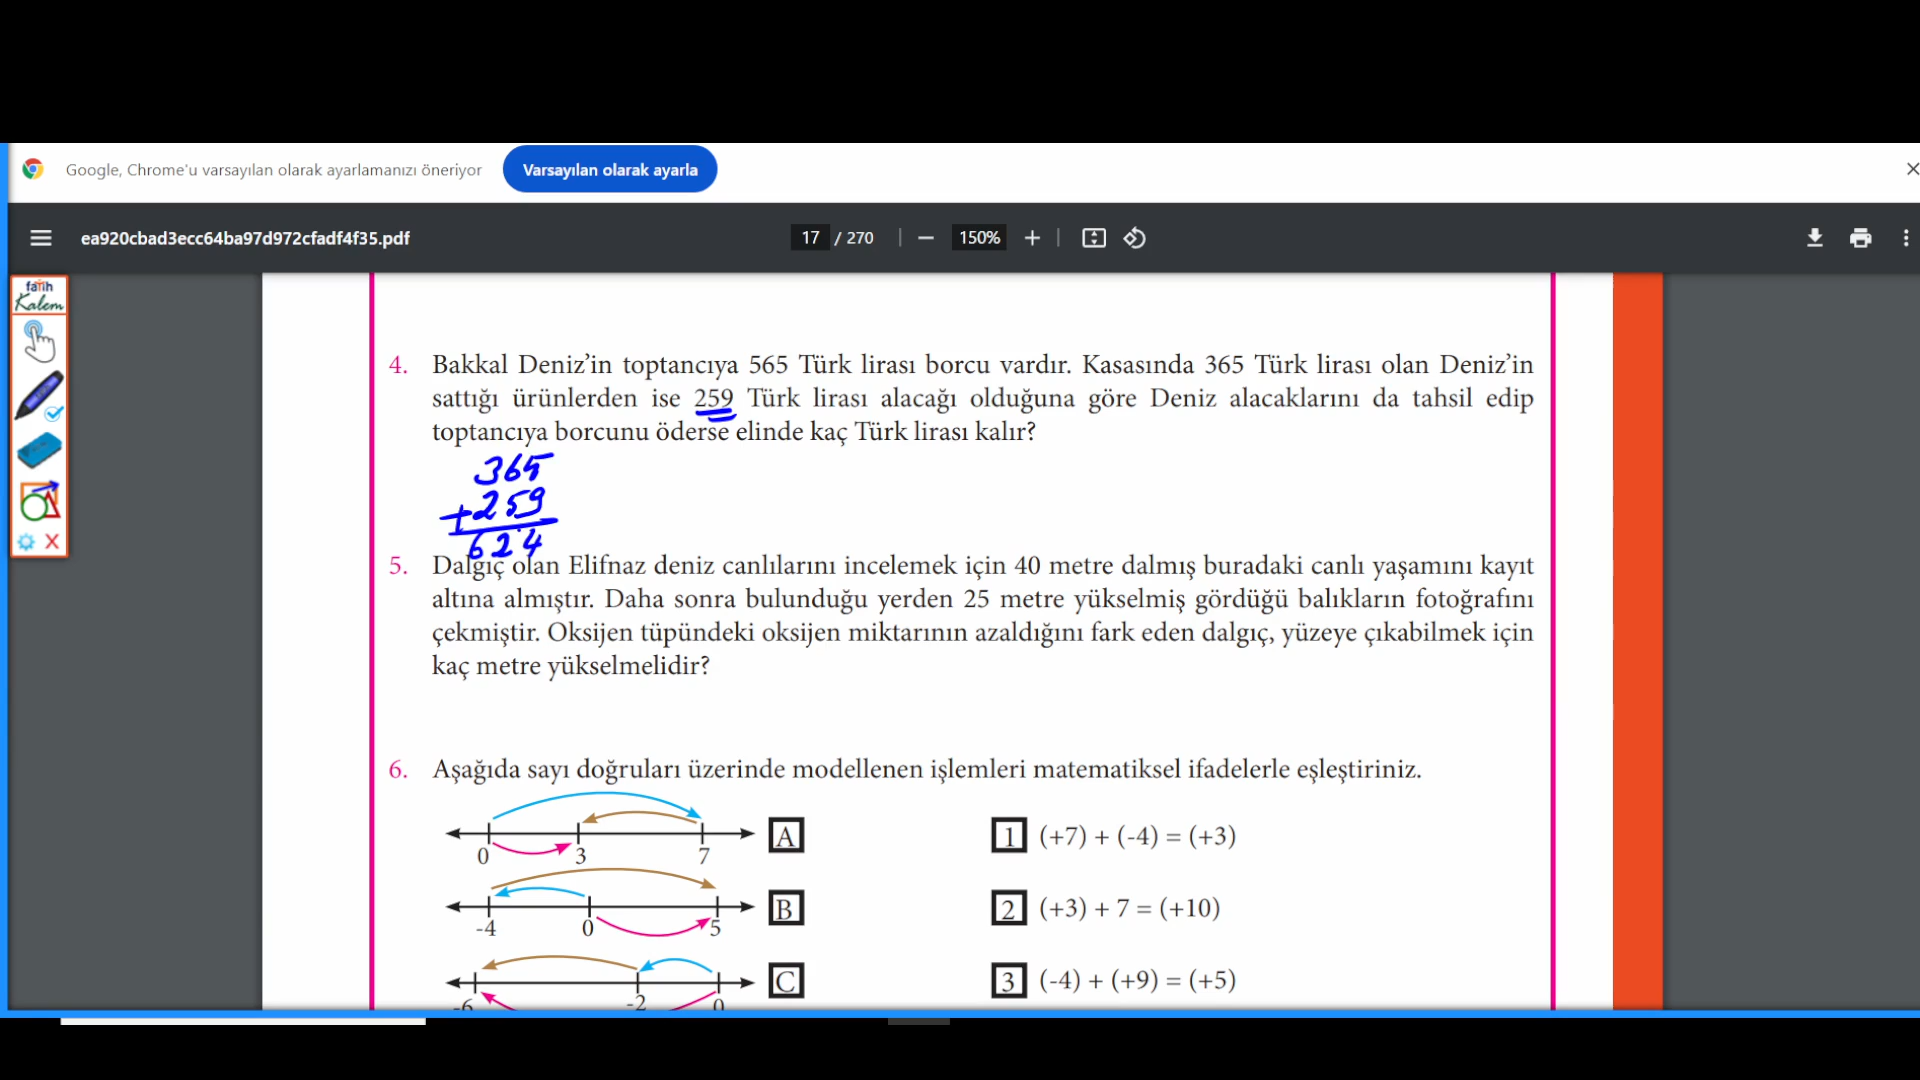 Google, Chrome'u varsayılan olarak ayarlamanızı öneriyor Varsayılan olarak ayarla
ea920cbad3ecc64ba97d972cfadf4f35.pdf 17 / 270 150%
fatih
Kalem
4. Bakkal Deniz'in toptancıya 565 Türk lirası borcu vardır. Kasasında 365 Türk lirası olan Deniz'in
sattığı ürünlerden ise 259 Türk lirası alacağı olduğuna göre Deniz alacaklarını da tahsil edip
toptancıya borcunu öderse elinde kaç Türk lirası kalır?
365
+259
624
5. Dalgıç olan Elifnaz deniz canlılarını incelemek için 40 metre dalmış buradaki canlı yaşamını kayıt
altına almıştır. Daha sonra bulunduğu yerden 25 metre yükselmiş gördüğü balıkların fotoğrafını
çekmiştir. Oksijen tüpündeki oksijen miktarının azaldığını fark eden dalgıç, yüzeye çıkabilmek için
kaç metre yükselmelidir?
6. Aşağıda sayı doğruları üzerinde modellenen işlemleri matematiksel ifadelerle eşleştiriniz.
A 1 (+7) + (-4) = (+3)
0 3 7
B 2 (+3) + 7 = (+10)
-4 0 5
C 3 (-4) + (+9) = (+5)
-6 -2 0